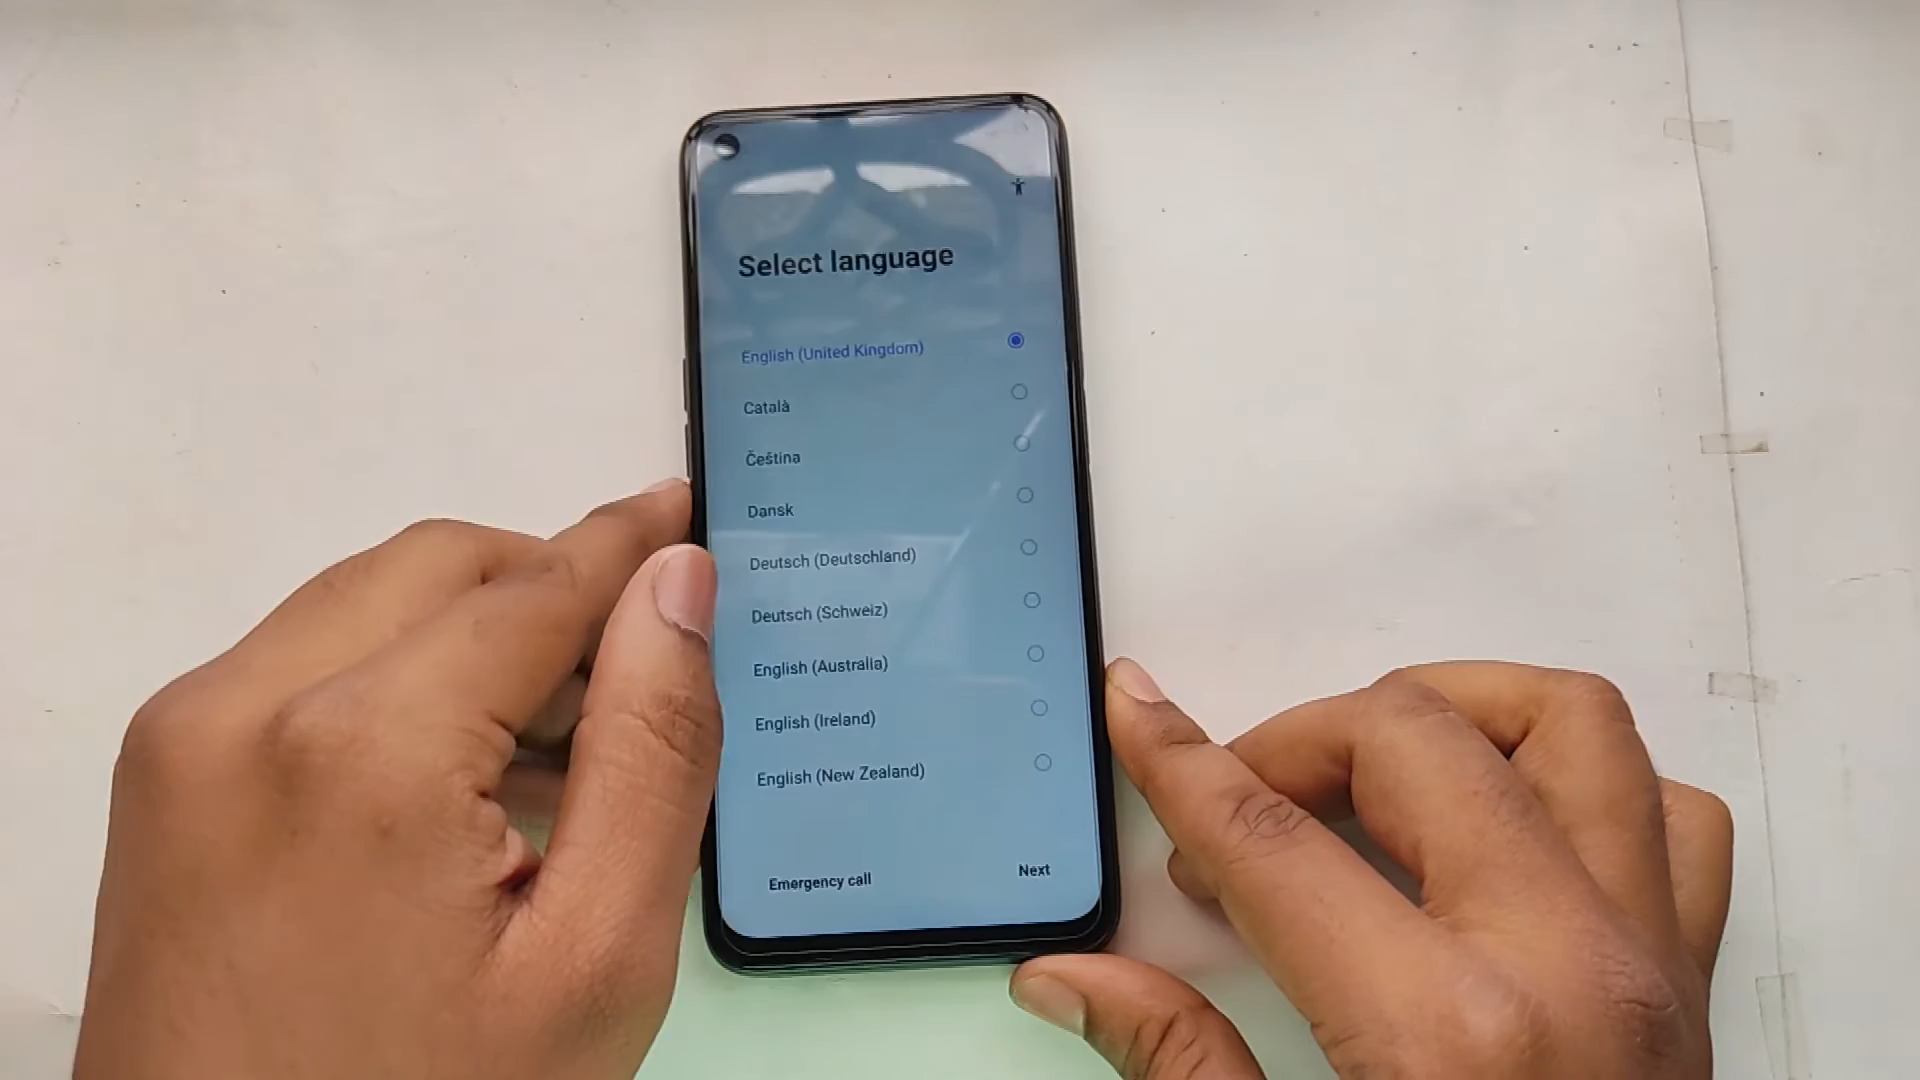 Select language
English (United Kingdom)
Català
Čeština
Dansk
Deutsch (Deutschland)
Deutsch (Schweiz)
English (Australia)
English (Ireland)
English (New Zealand)
Emergency call
Next